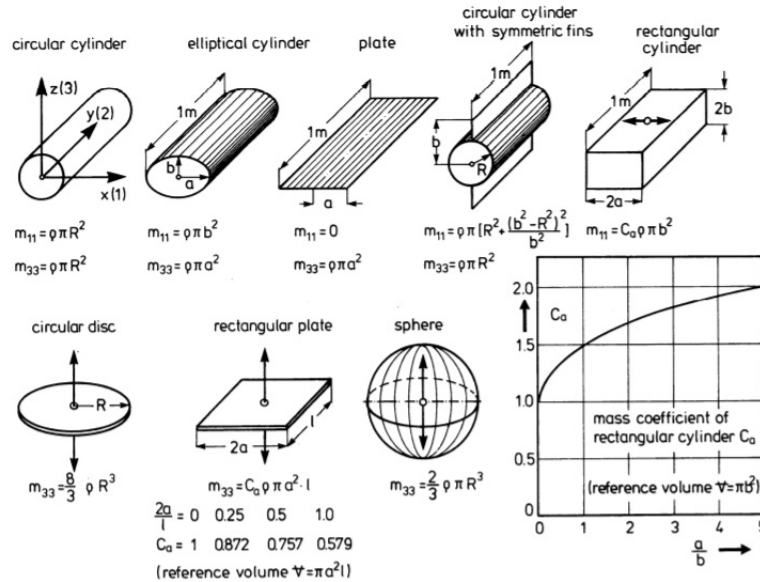 circular cylinder
elliptical cylinder
plate
circular cylinder
with symmetric fins
rectangular
cylinder
z(3)
y(2)
x(1)
1m
b
a
1m
a
1m
b
R
1m
2b
2a
m₁₁ = ϱπR²
m₃₃ = ϱπR²
m₁₁ = ϱπb²
m₃₃ = ϱπa²
m₁₁ = 0
m₃₃ = ϱπa²
m₁₁ = ϱπ[R² + (b² - R²)²/b²]
m₃₃ = ϱπR²
m₁₁ = Cₐϱπb²
circular disc
R
m₃₃ = 8/3 ϱR³
rectangular plate
2a
l
m₃₃ = Cₐϱπa²·l
2a/l = 0 0.25 0.5 1.0
Cₐ = 1 0.872 0.757 0.579
(reference volume ∀=πa²l)
sphere
m₃₃ = 2/3 ϱπR³
2.0
1.5
1.0
0.5
0
Cₐ
mass coefficient of
rectangular cylinder Cₐ
(reference volume ∀=πb²)
0 1 2 3 4 5
a/b